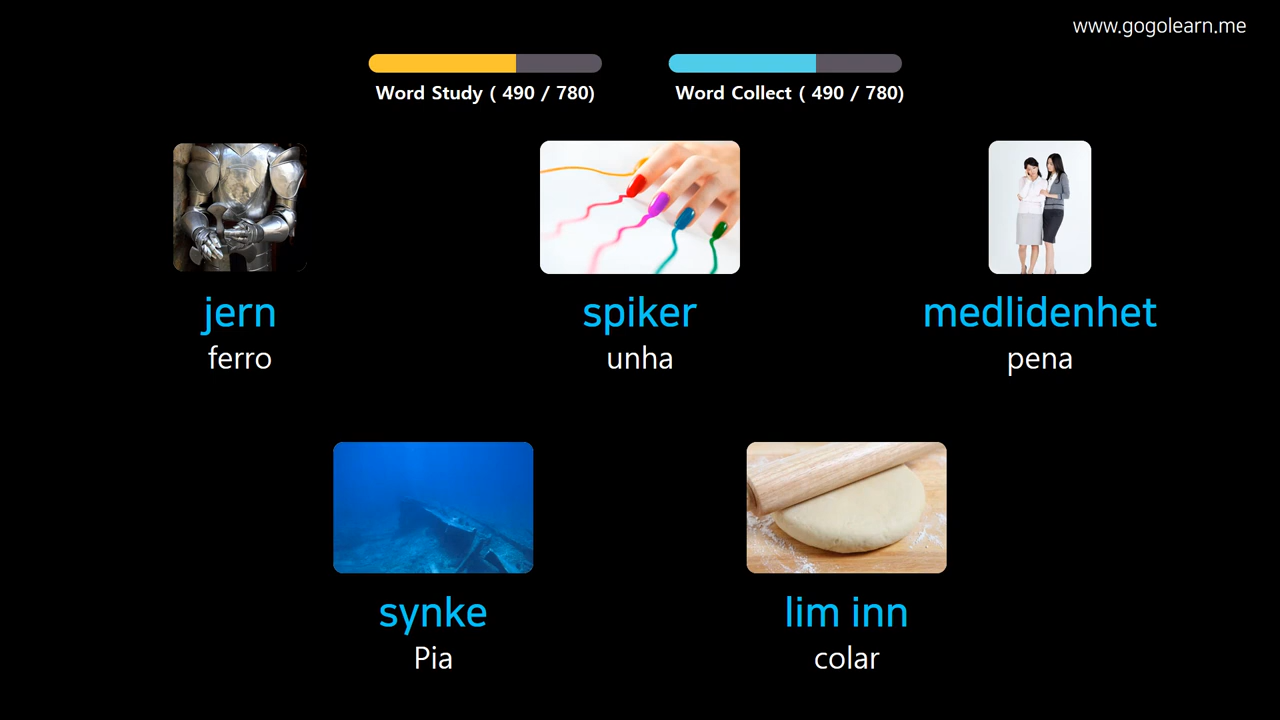 www.gogolearn.me
Word Study ( 490 / 780)
Word Collect ( 490 / 780)
jern
ferro
spiker
unha
medlidenhet
pena
synke
Pia
lim inn
colar